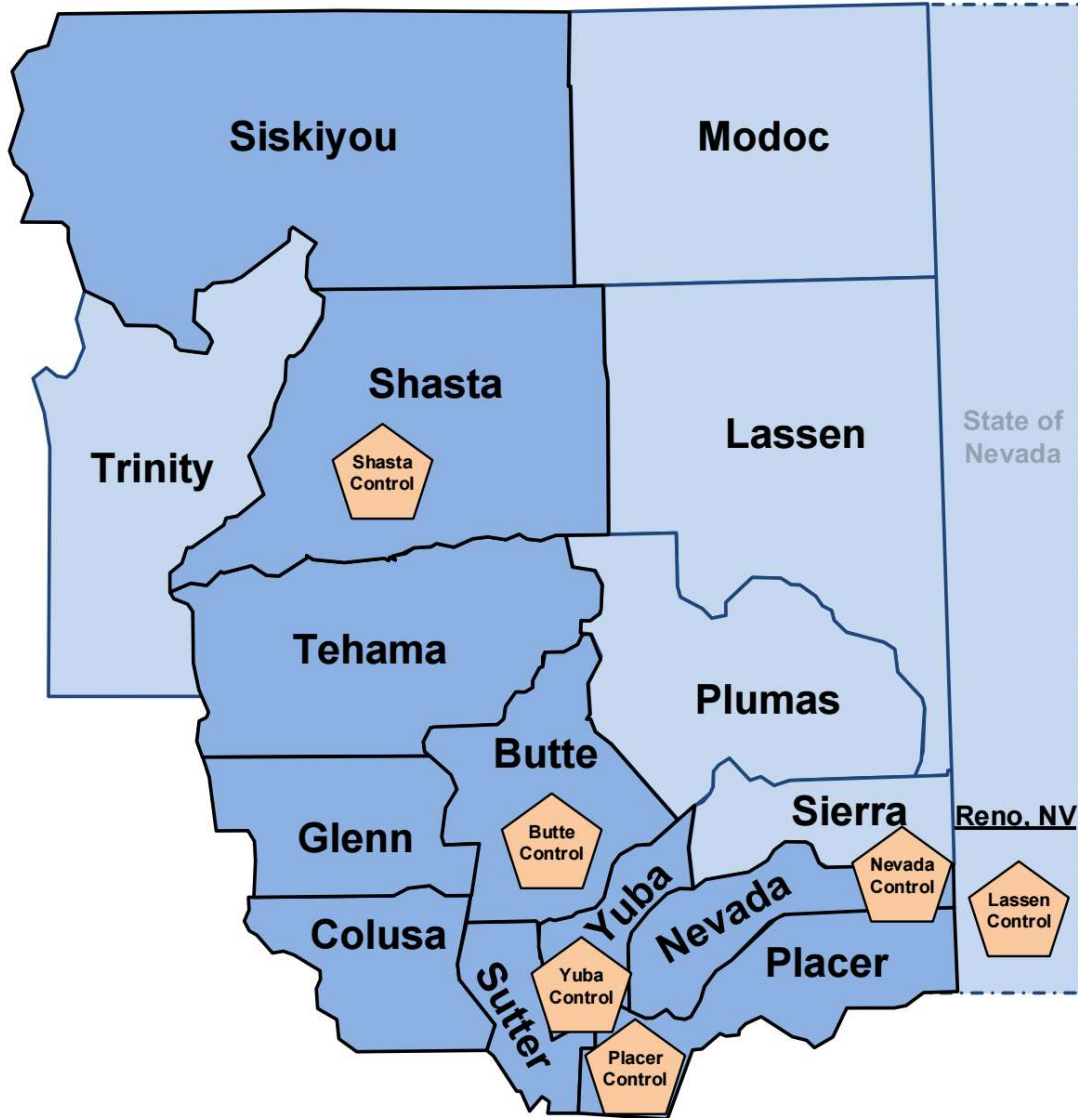 Siskiyou
Modoc
Shasta
Shasta
Control
Lassen
State of
Nevada
Trinity
Tehama
Plumas
Butte
Butte
Control
Glenn
Sierra
Reno, NV
Nevada
Control
Lassen
Control
Yuba
Nevada
Colusa
Placer
Sutter
Yuba
Control
Placer
Control